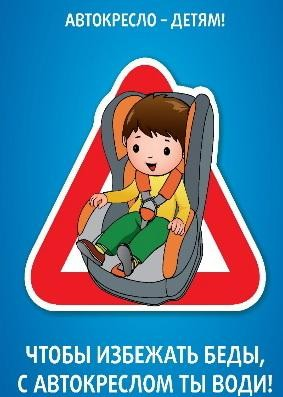 АВТОКРЕСЛО – ДЕТЯМ!
ЧТОБЫ ИЗБЕЖАТЬ БЕДЫ,
С АВТОКРЕСЛОМ ТЫ ВОДИ!